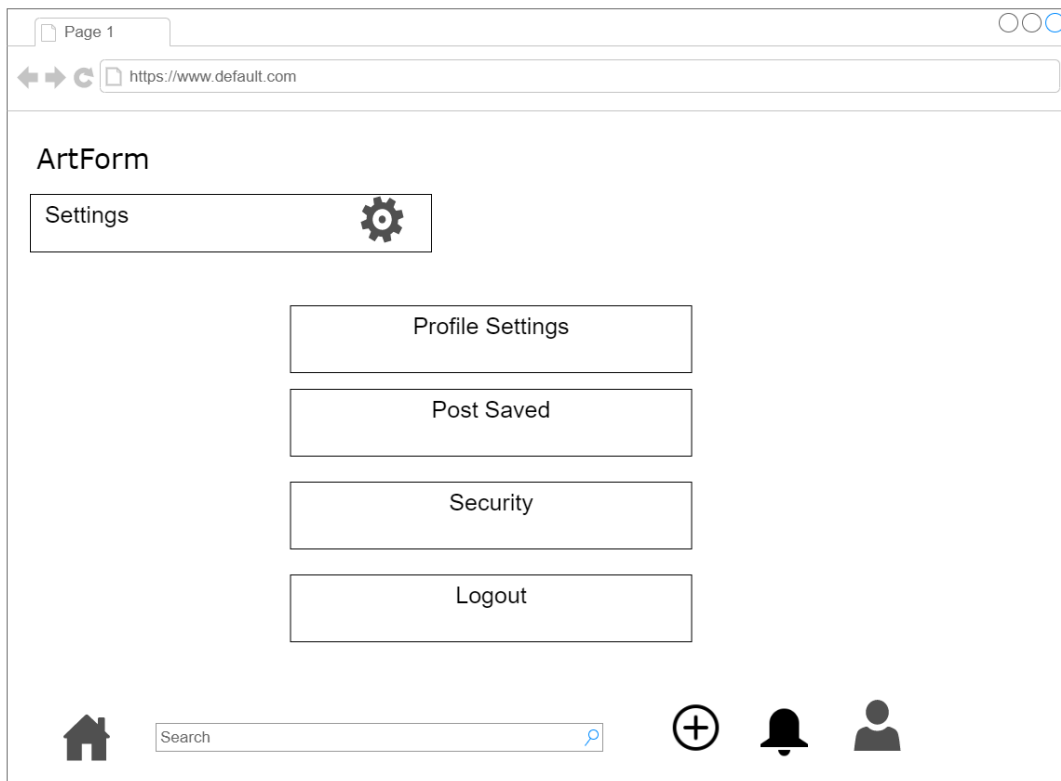 Page 1
https://www.default.com
ArtForm
Settings
Profile Settings
Post Saved
Security
Logout
Search